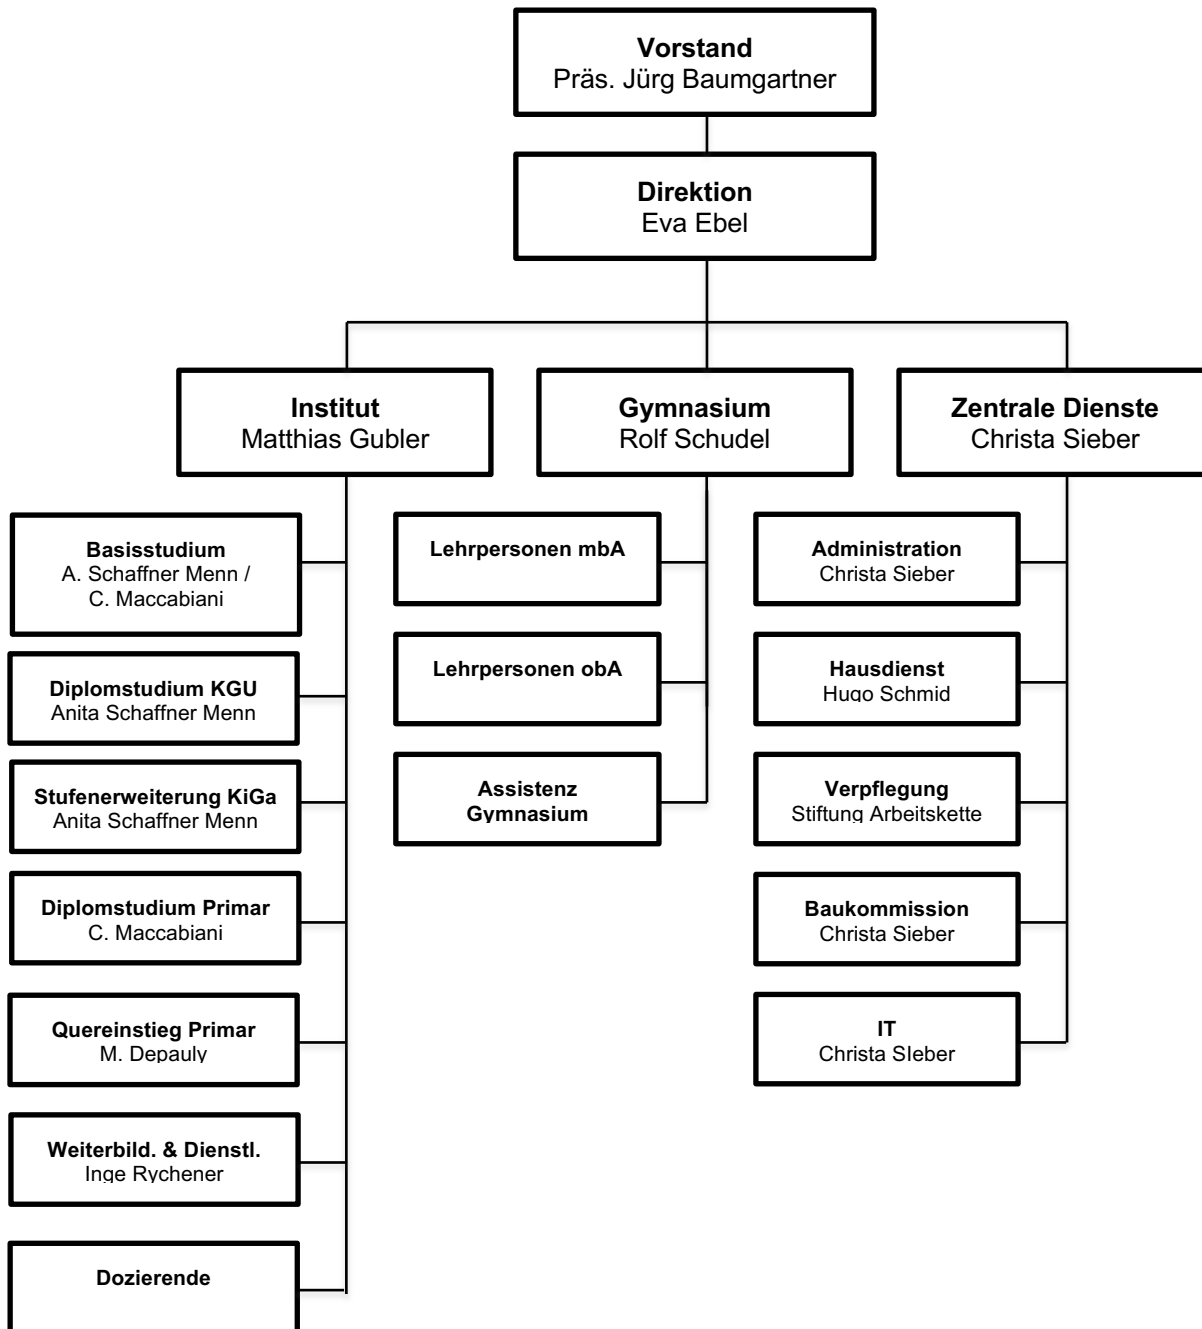 Vorstand
Präs. Jürg Baumgartner
Direktion
Eva Ebel
Institut
Matthias Gubler
Gymnasium
Rolf Schudel
Zentrale Dienste
Christa Sieber
Basisstudium
A. Schaffner Menn /
C. Maccabiani
Diplomstudium KGU
Anita Schaffner Menn
Stufenerweiterung KiGa
Anita Schaffner Menn
Diplomstudium Primar
C. Maccabiani
Quereinstieg Primar
M. Depauly
Weiterbild. & Dienstl.
Inge Rychener
Dozierende
Lehrpersonen mbA
Lehrpersonen obA
Assistenz
Gymnasium
Administration
Christa Sieber
Hausdienst
Hugo Schmid
Verpflegung
Stiftung Arbeitskette
Baukommission
Christa Sieber
IT
Christa SIeber